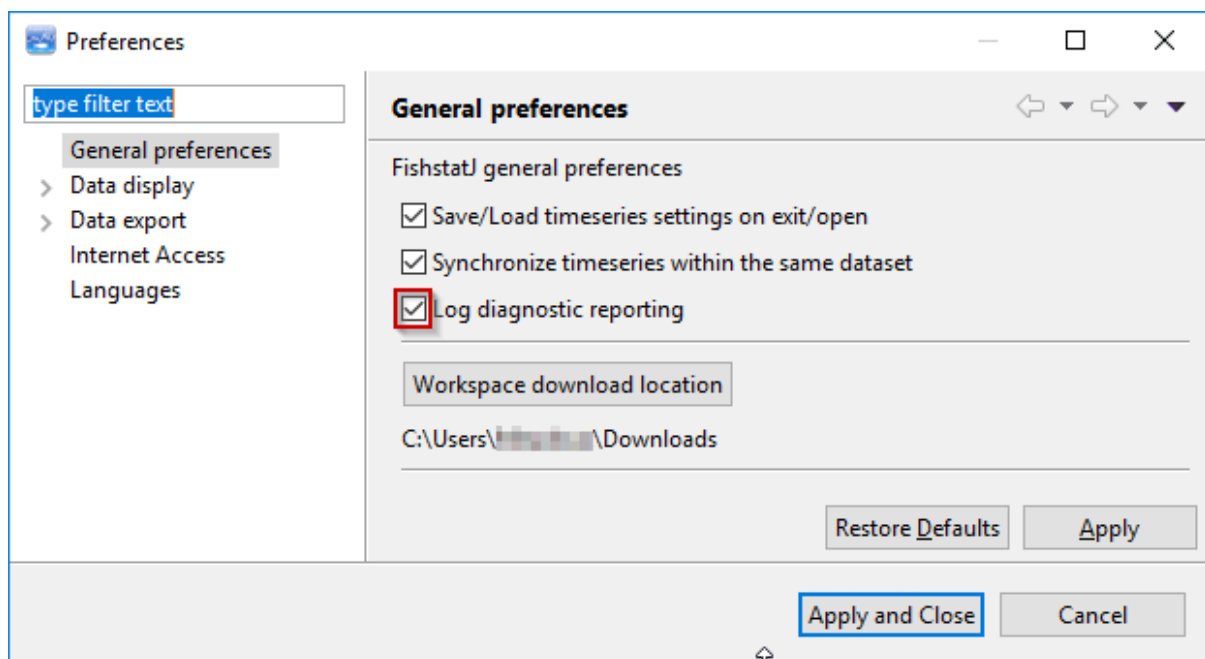 Preferences
type filter text
General preferences
Data display
Data export
Internet Access
Languages
General preferences
FishstatJ general preferences
Save/Load timeseries settings on exit/open
Synchronize timeseries within the same dataset
Log diagnostic reporting
Workspace download location
C:\Users\ \Downloads
Restore Defaults
Apply
Apply and Close
Cancel